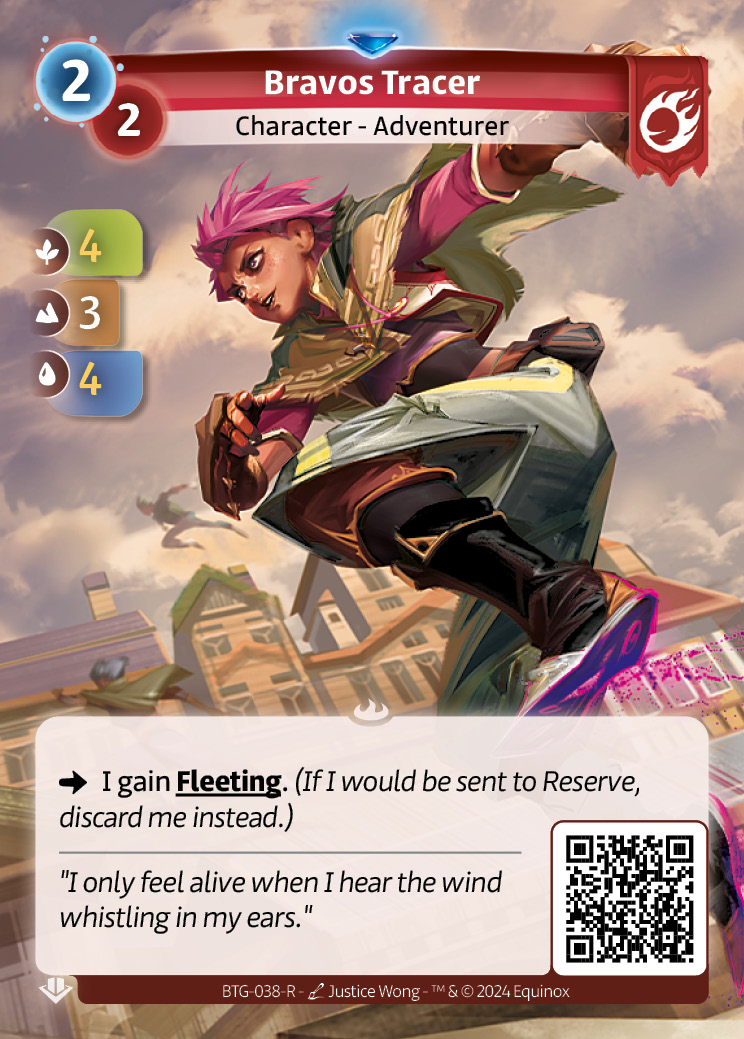 2
Bravos Tracer
2
Character - Adventurer
4
3
4
I gain Fleeting. (If I would be sent to Reserve,
discard me instead.)
"I only feel alive when I hear the wind
whistling in my ears."
BTG-038-R - Justice Wong - ™ & © 2024 Equinox